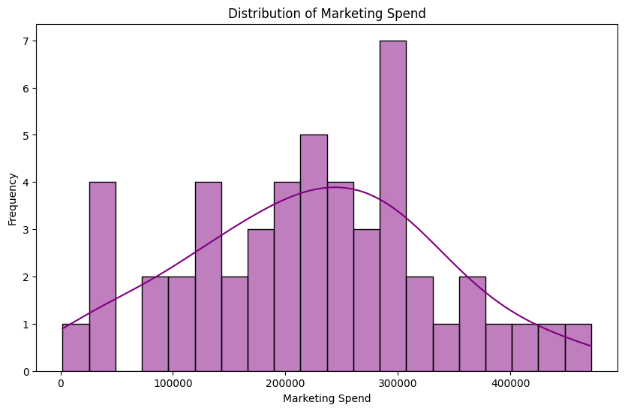 Distribution of Marketing Spend
7
6
5
4
3
2
1
0
Frequency
0 100000 200000 300000 400000
Marketing Spend